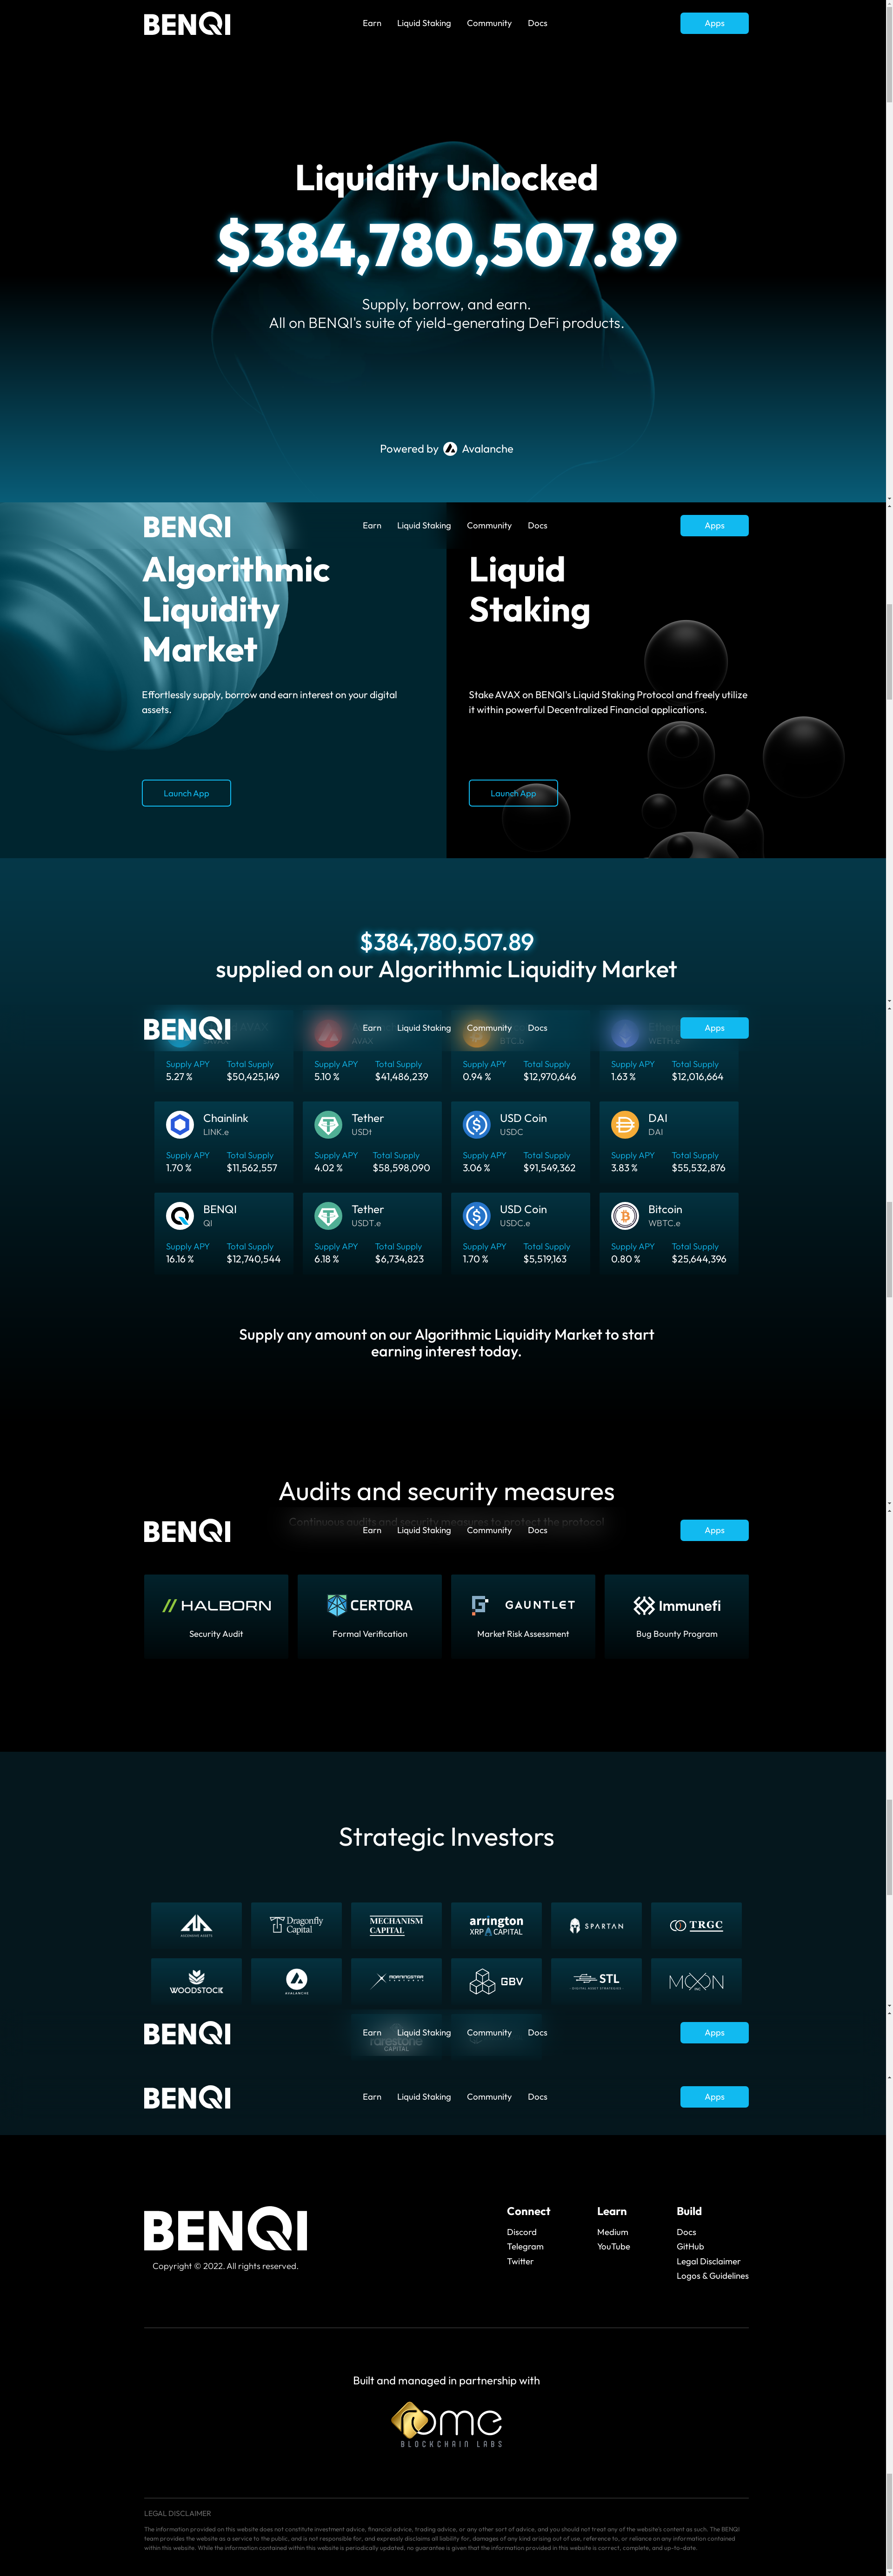 BENQI
Earn Liquid Staking Community Docs
Apps
Liquidity Unlocked
$384,780,507.89
Supply, borrow, and earn.
All on BENQI's suite of yield-generating DeFi products.
Powered by Avalanche
BENQI
Earn Liquid Staking Community Docs
Apps
Algorithmic
Liquidity
Market
Effortlessly supply, borrow and earn interest on your digital
assets.
Launch App
Liquid
Staking
Stake AVAX on BENQI's Liquid Staking Protocol and freely utilize
it within powerful Decentralized Financial applications.
Launch App
$384,780,507.89
supplied on our Algorithmic Liquidity Market
BENQI
Earn Liquid Staking Community Docs
Apps
AVAX
BTC.b
WETH.e
Supply APY Total Supply
5.27 % $50,425,149
Supply APY Total Supply
5.10 % $41,486,239
Supply APY Total Supply
0.94 % $12,970,646
Supply APY Total Supply
1.63 % $12,016,664
Chainlink
LINK.e
Supply APY Total Supply
1.70 % $11,562,557
Tether
USDt
Supply APY Total Supply
4.02 % $58,598,090
USD Coin
USDC
Supply APY Total Supply
3.06 % $91,549,362
DAI
DAI
Supply APY Total Supply
3.83 % $55,532,876
BENQI
QI
Supply APY Total Supply
16.16 % $12,740,544
Tether
USDT.e
Supply APY Total Supply
6.18 % $6,734,823
USD Coin
USDC.e
Supply APY Total Supply
1.70 % $5,519,163
Bitcoin
WBTC.e
Supply APY Total Supply
0.80 % $25,644,396
Supply any amount on our Algorithmic Liquidity Market to start
earning interest today.
Audits and security measures
Continuous audits and security measures to protect the protocol
BENQI
Earn Liquid Staking Community Docs
Apps
HALBORN
Security Audit
CERTORA
Formal Verification
GAUNTLET
Market Risk Assessment
Immunefi
Bug Bounty Program
Strategic Investors
ASCENSIVE ASSETS
Dragonfly
Capital
MECHANISM
CAPITAL
arrington
XRP CAPITAL
SPARTAN
TRGC
WOODSTOCK
AVALANCHE
MORNINGSTAR
VENTURES
GBV
STL
DIGITAL ASSET STRATEGIES
MOON
BENQI
Earn Liquid Staking Community Docs
Apps
rarestone
CAPITAL
BENQI
Earn Liquid Staking Community Docs
Apps
BENQI
Copyright © 2022. All rights reserved.
Connect
Discord
Telegram
Twitter
Learn
Medium
YouTube
Build
Docs
GitHub
Legal Disclaimer
Logos & Guidelines
Built and managed in partnership with
rome
BLOCKCHAIN LABS
LEGAL DISCLAIMER
The information provided on this website does not constitute investment advice, financial advice, trading advice, or any other sort of advice, and you should not treat any of the website's content as such. The BENQI
team provides the website as a service to the public, and is not responsible for, and expressly disclaims all liability for, damages of any kind arising out of use, reference to, or reliance on any information contained
within this website. While the information contained within this website is periodically updated, no guarantee is given that the information provided in this website is correct, complete, and up-to-date.